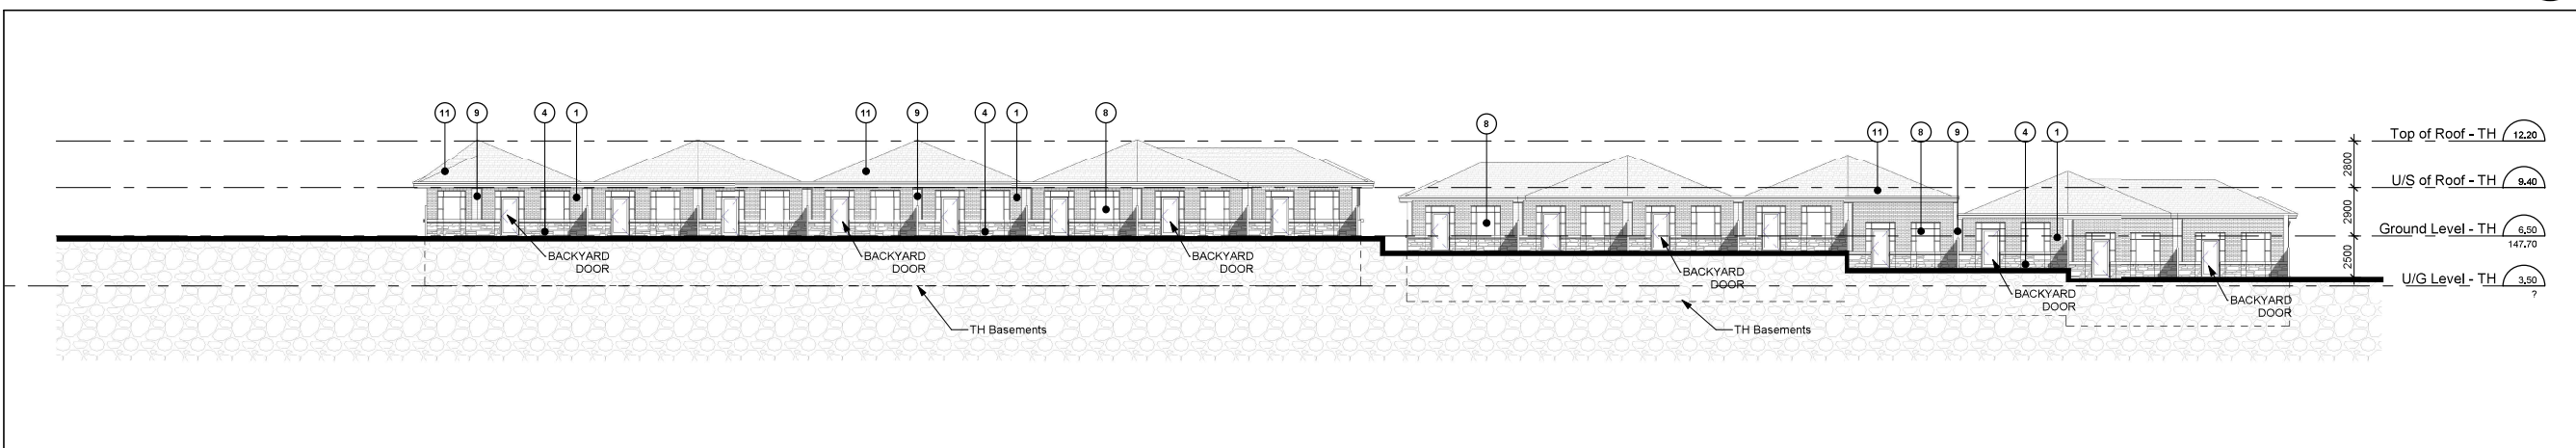 11 9 4 1 11 9 4 1 8 8 11 8 9 4 1
Top of Roof - TH 12.20
2800
U/S of Roof - TH 9.40
2900
Ground Level - TH 6.50
147.70
2500
U/G Level - TH 3.50
?
BACKYARD
DOOR
BACKYARD
DOOR
BACKYARD
DOOR
BACKYARD
DOOR
BACKYARD
DOOR
BACKYARD
DOOR
TH Basements
TH Basements